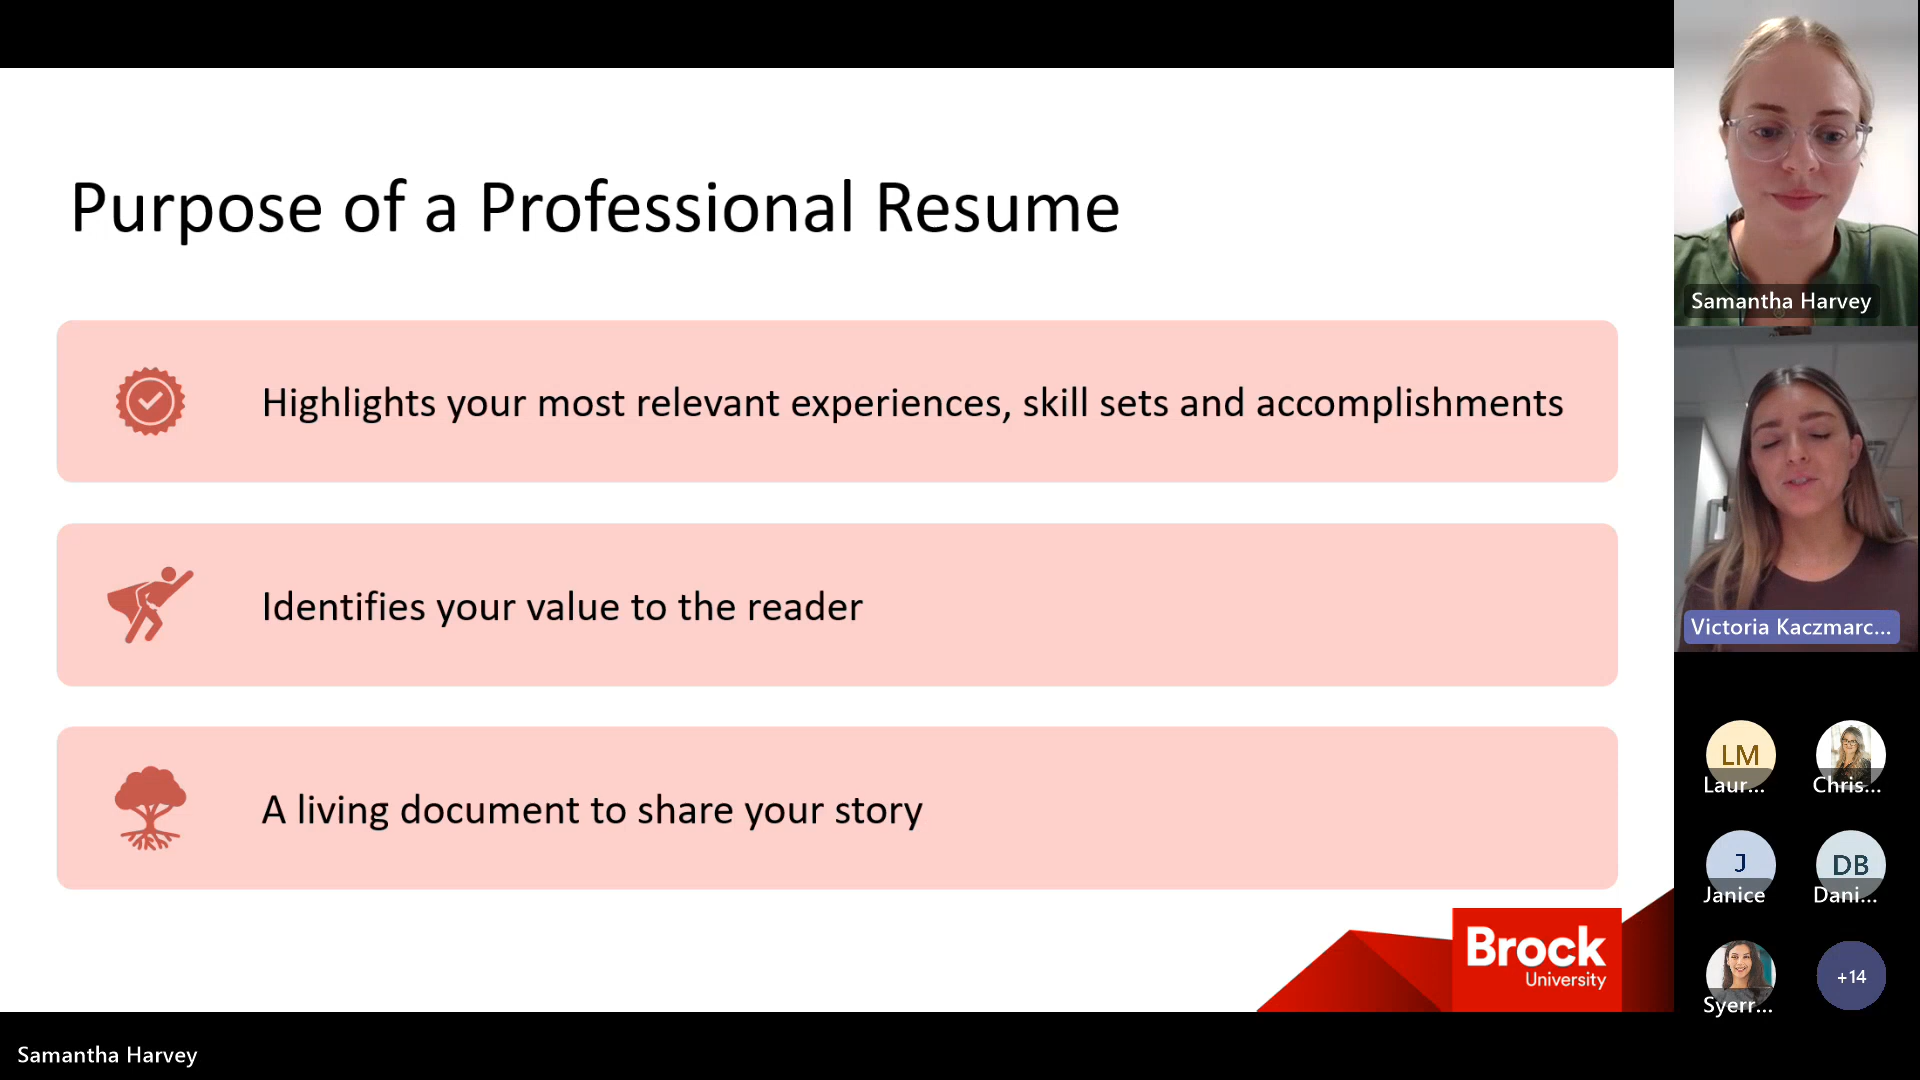 Purpose of a Professional Resume
Highlights your most relevant experiences, skill sets and accomplishments
Identifies your value to the reader
A living document to share your story
Brock
University
Samantha Harvey
Victoria Kaczmarc...
LM
Laur...
Chris...
J
Janice
DB
Dani...
Syerr...
+14
Samantha Harvey